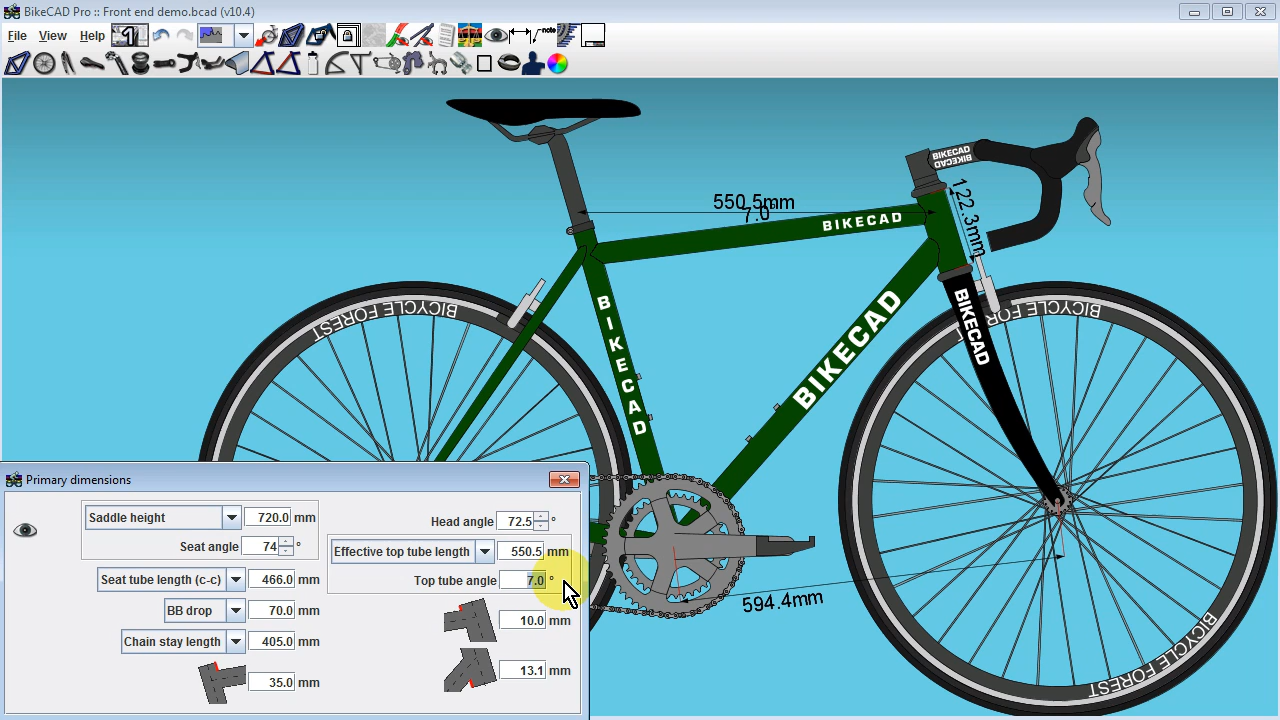 BikeCAD Pro :: Front end demo.bcad (v10.4)
File View Help
note
BIKECAD
BIKECAD
550.5mm
7.0°
122.3mm
BIKECAD
BIKECAD
BIKECAD
BIKECAD
BICYCLE FOREST
BICYCLE FOREST
BICYCLE FOREST
594.4mm
Primary dimensions
Saddle height 720.0 mm
Seat angle 74 °
Seat tube length (c-c) 466.0 mm
BB drop 70.0 mm
Chain stay length 405.0 mm
35.0 mm
Head angle 72.5 °
Effective top tube length 550.5 mm
Top tube angle 7.0 °
10.0 mm
13.1 mm